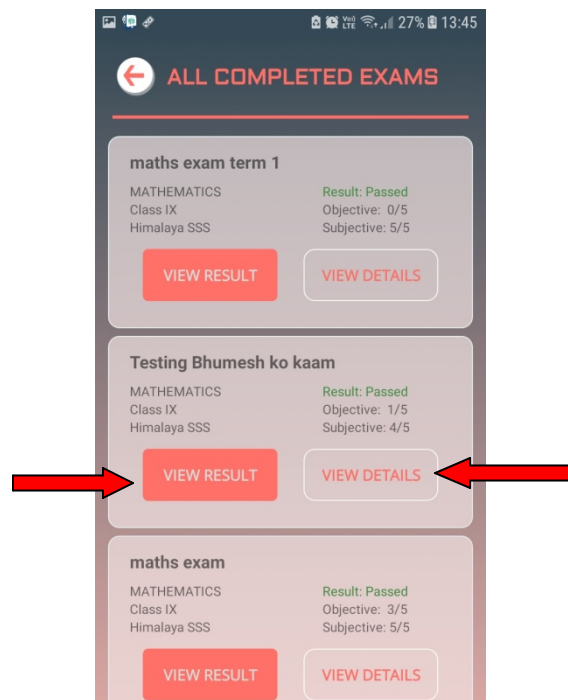 VoD LTE 27% 13:45
ALL COMPLETED EXAMS
maths exam term 1
MATHEMATICS Result: Passed
Class IX Objective: 0/5
Himalaya SSS Subjective: 5/5
VIEW RESULT VIEW DETAILS
Testing Bhumesh ko kaam
MATHEMATICS Result: Passed
Class IX Objective: 1/5
Himalaya SSS Subjective: 4/5
VIEW RESULT VIEW DETAILS
maths exam
MATHEMATICS Result: Passed
Class IX Objective: 3/5
Himalaya SSS Subjective: 5/5
VIEW RESULT VIEW DETAILS